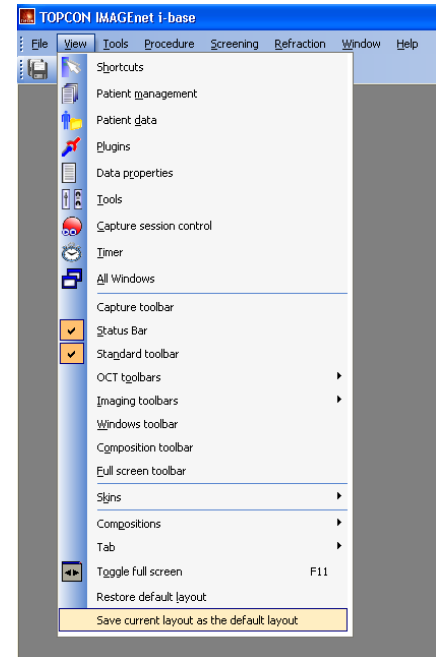 TOPCON IMAGEnet i-base
File View Tools Procedure Screening Refraction Window Help
Shortcuts
Patient management
Patient data
Plugins
Data properties
Tools
Capture session control
Timer
All Windows
Capture toolbar
Status Bar
Standard toolbar
OCT toolbars
Imaging toolbars
Windows toolbar
Composition toolbar
Full screen toolbar
Skins
Compositions
Tab
Toggle full screen F11
Restore default layout
Save current layout as the default layout